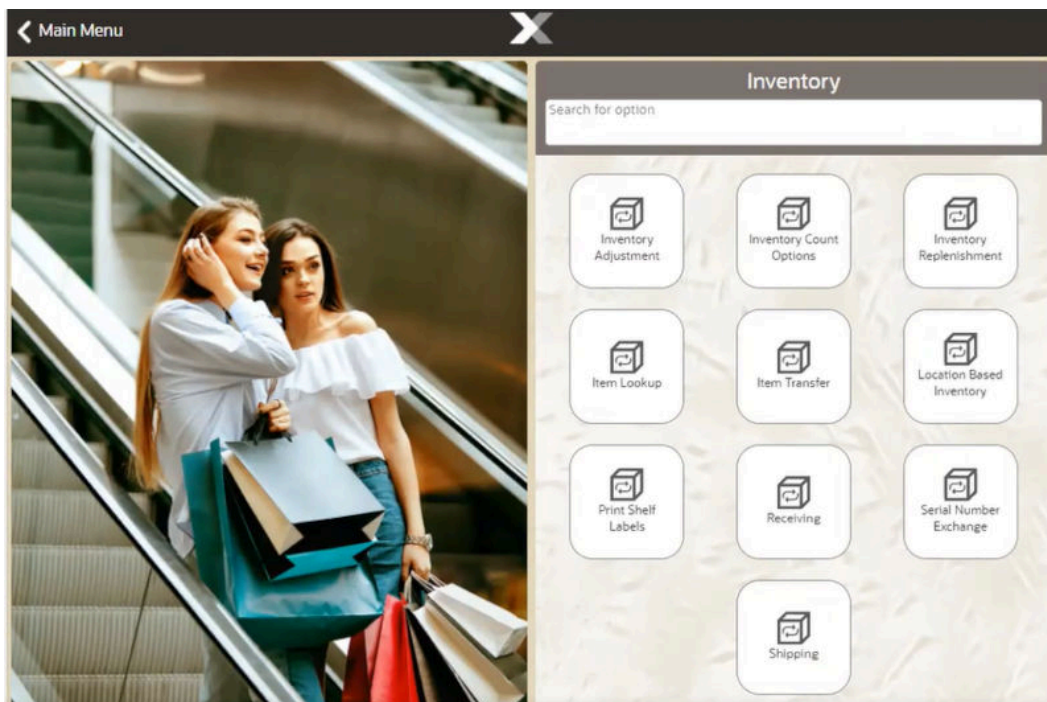 Main Menu
Inventory
Search for option
Inventory
Adjustment
Inventory Count
Options
Inventory
Replenishment
Item Lookup
Item Transfer
Location Based
Inventory
Print Shelf
Labels
Receiving
Serial Number
Exchange
Shipping